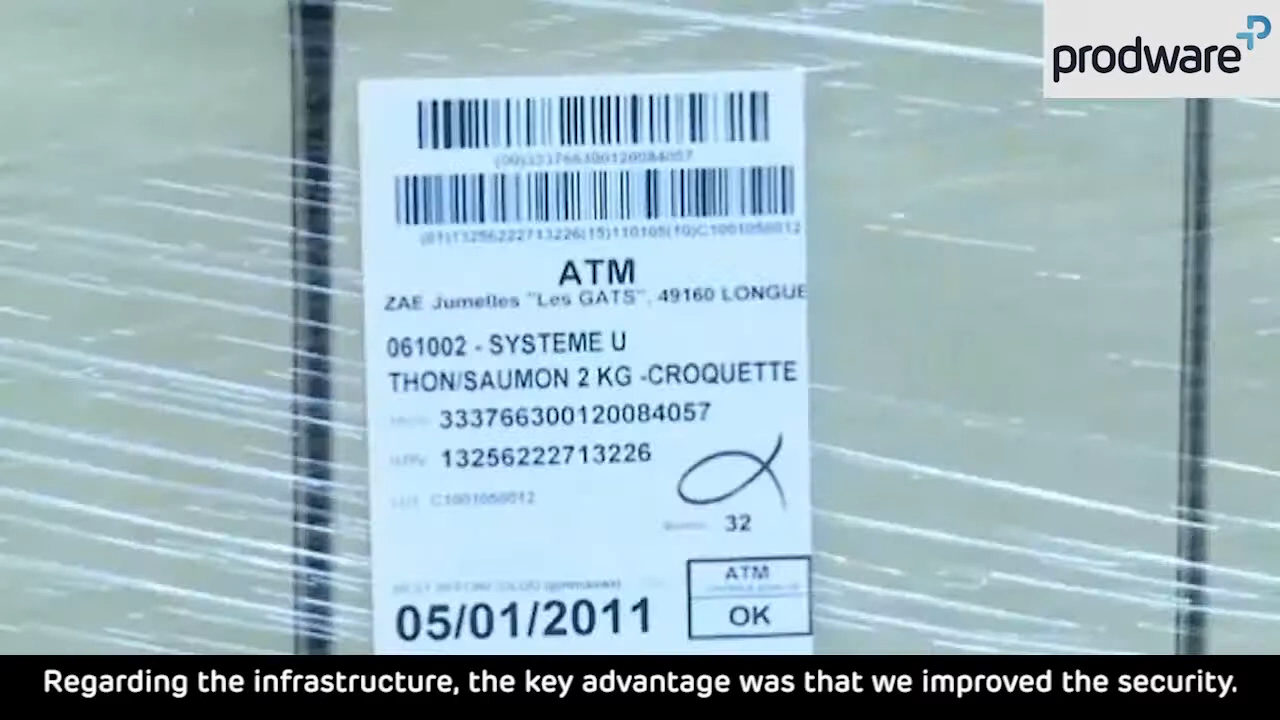 prodware
(00)333766300120084057
(01)13256222713226(15)110105(10)C1001050012
ATM
ZAE Jumelles "Les GATS", 49160 LONGUE
061002 - SYSTEME U
THON/SAUMON 2 KG -CROQUETTE
333766300120084057
13256222713226
C1001050012
32
ATM
05/01/2011
OK
Regarding the infrastructure, the key advantage was that we improved the security.